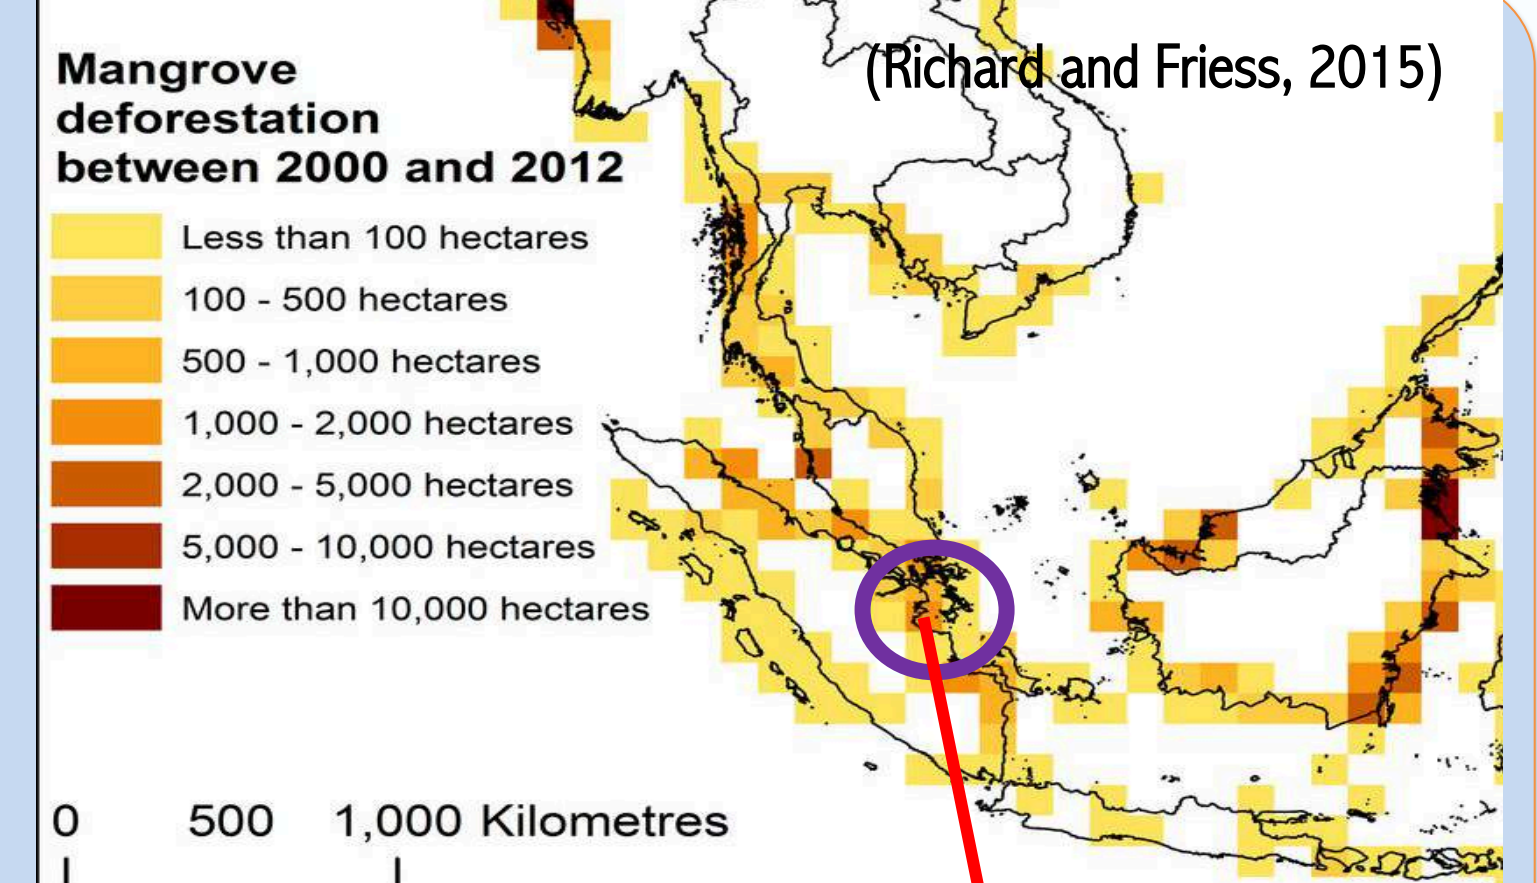 (Richard and Friess, 2015)
Mangrove
deforestation
between 2000 and 2012
Less than 100 hectares
100 - 500 hectares
500 - 1,000 hectares
1,000 - 2,000 hectares
2,000 - 5,000 hectares
5,000 - 10,000 hectares
More than 10,000 hectares
0 500 1,000 Kilometres